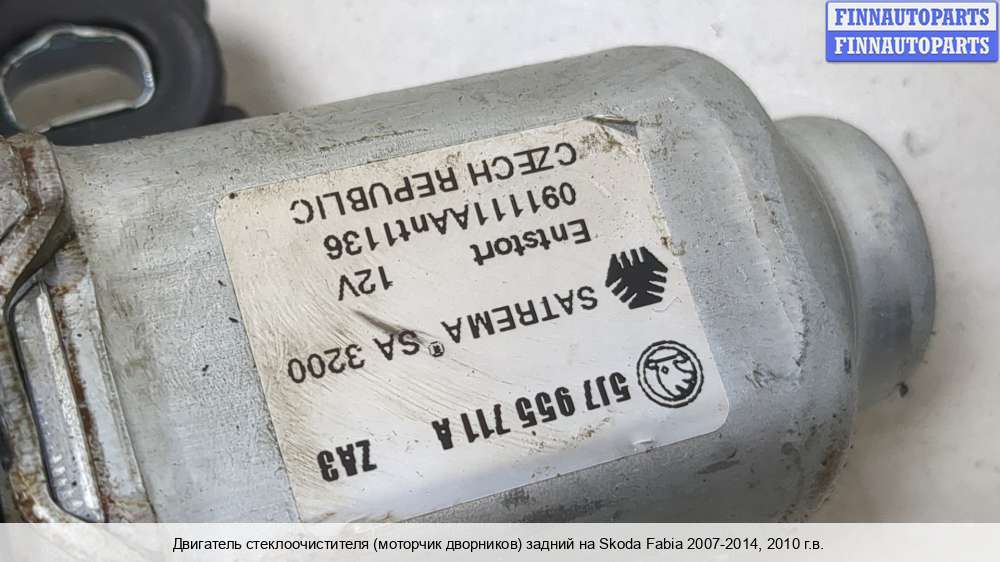 FINNAUTOPARTS
FINNAUTOPARTS
5J7 955 711 A ZA3
SATREMA® SA 3200
Entstort 12V
091111AAnt1136
CZECH REPUBLIC
Двигатель стеклоочистителя (моторчик дворников) задний на Skoda Fabia 2007-2014, 2010 г.в.